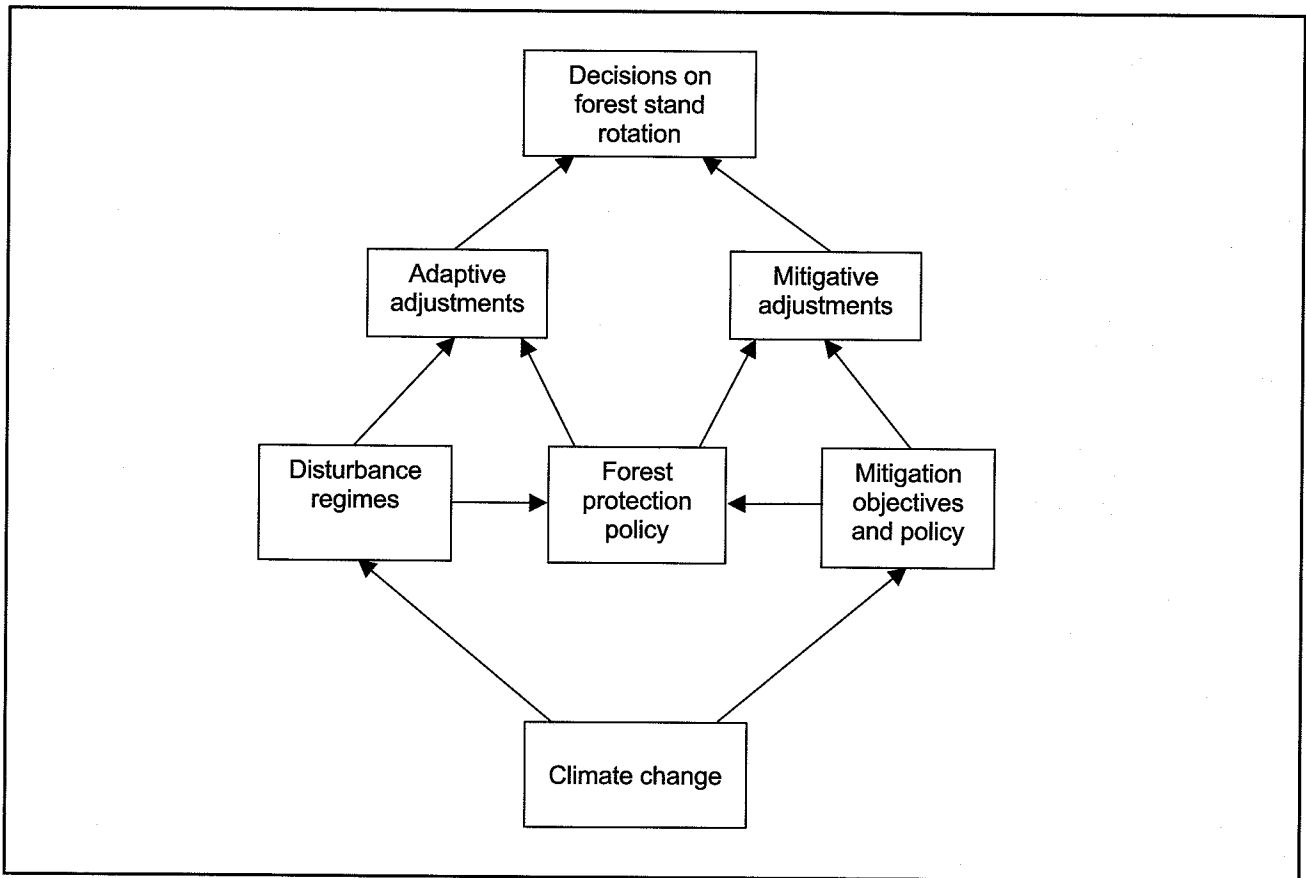 Decisions on
forest stand
rotation
Adaptive
adjustments
Mitigative
adjustments
Disturbance
regimes
Forest
protection
policy
Mitigation
objectives
and policy
Climate change